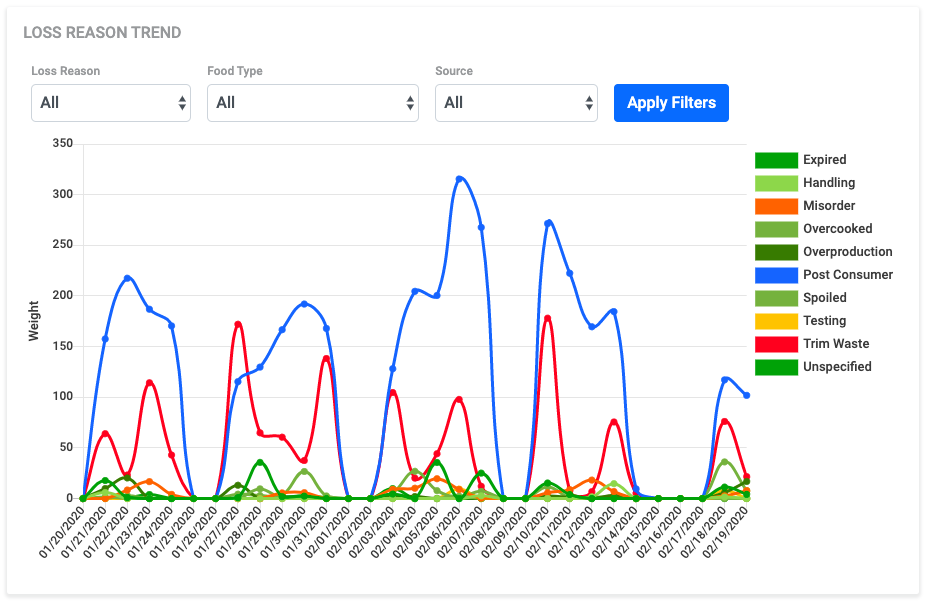 LOSS REASON TREND
Loss Reason Food Type Source
All All All Apply Filters
350
300
250
200
150
100
50
0
Weight
Expired
Handling
Misorder
Overcooked
Overproduction
Post Consumer
Spoiled
Testing
Trim Waste
Unspecified
01/20/2020
01/21/2020
01/22/2020
01/23/2020
01/24/2020
01/25/2020
01/26/2020
01/27/2020
01/28/2020
01/29/2020
01/30/2020
01/31/2020
02/01/2020
02/02/2020
02/03/2020
02/04/2020
02/05/2020
02/06/2020
02/07/2020
02/08/2020
02/09/2020
02/10/2020
02/11/2020
02/12/2020
02/13/2020
02/14/2020
02/15/2020
02/16/2020
02/17/2020
02/18/2020
02/19/2020